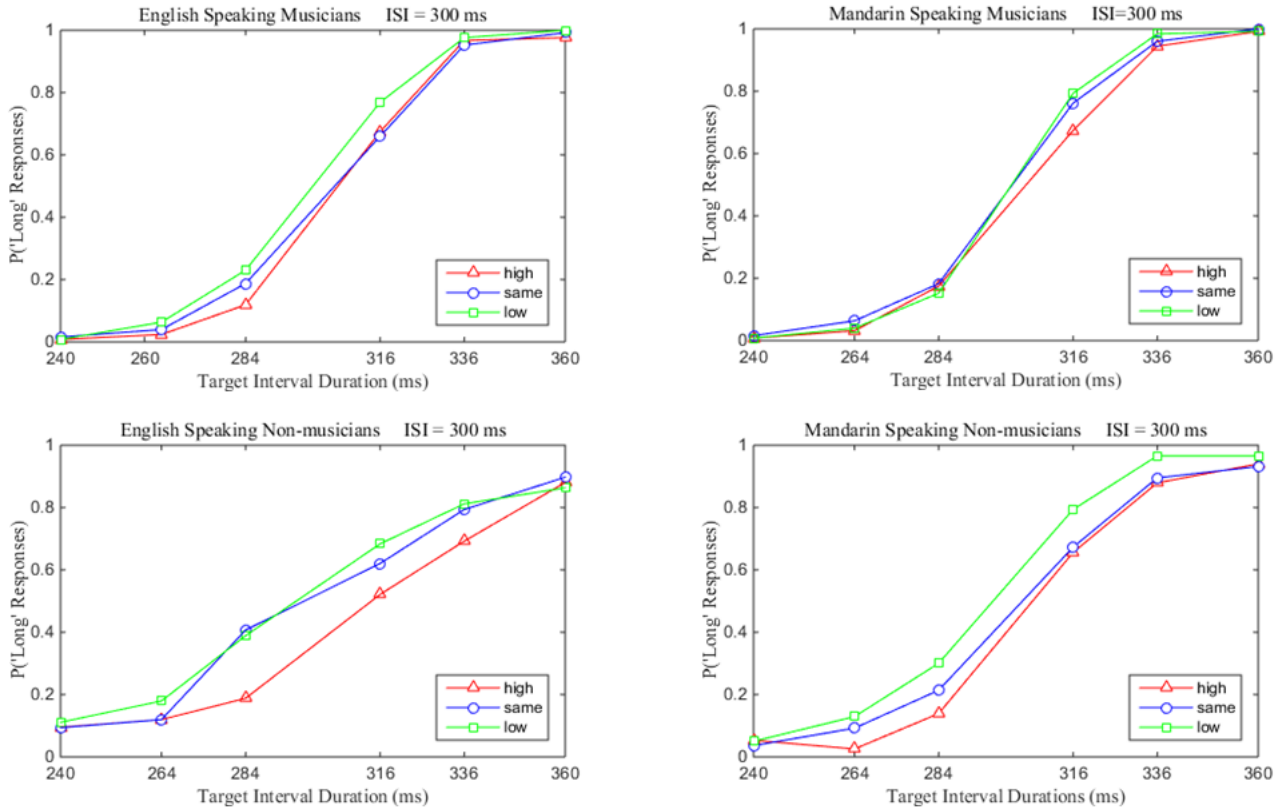 English Speaking Musicians ISI = 300 ms
P('Long' Responses)
1
0.8
0.6
0.4
0.2
0
high
same
low
240 260 284 316 336 360
Target Interval Duration (ms)
Mandarin Speaking Musicians ISI=300 ms
P('Long' Responses)
1
0.8
0.6
0.4
0.2
0
high
same
low
240 264 284 316 336 360
Target Interval Duration (ms)
English Speaking Non-musicians ISI = 300 ms
P('Long' Responses)
1
0.8
0.6
0.4
0.2
0
high
same
low
240 264 284 316 336 360
Target Interval Duration (ms)
Mandarin Speaking Non-musicians ISI = 300 ms
P('Long' Responses)
1
0.8
0.6
0.4
0.2
0
high
same
low
240 264 284 316 336 360
Target Interval Durations (ms)